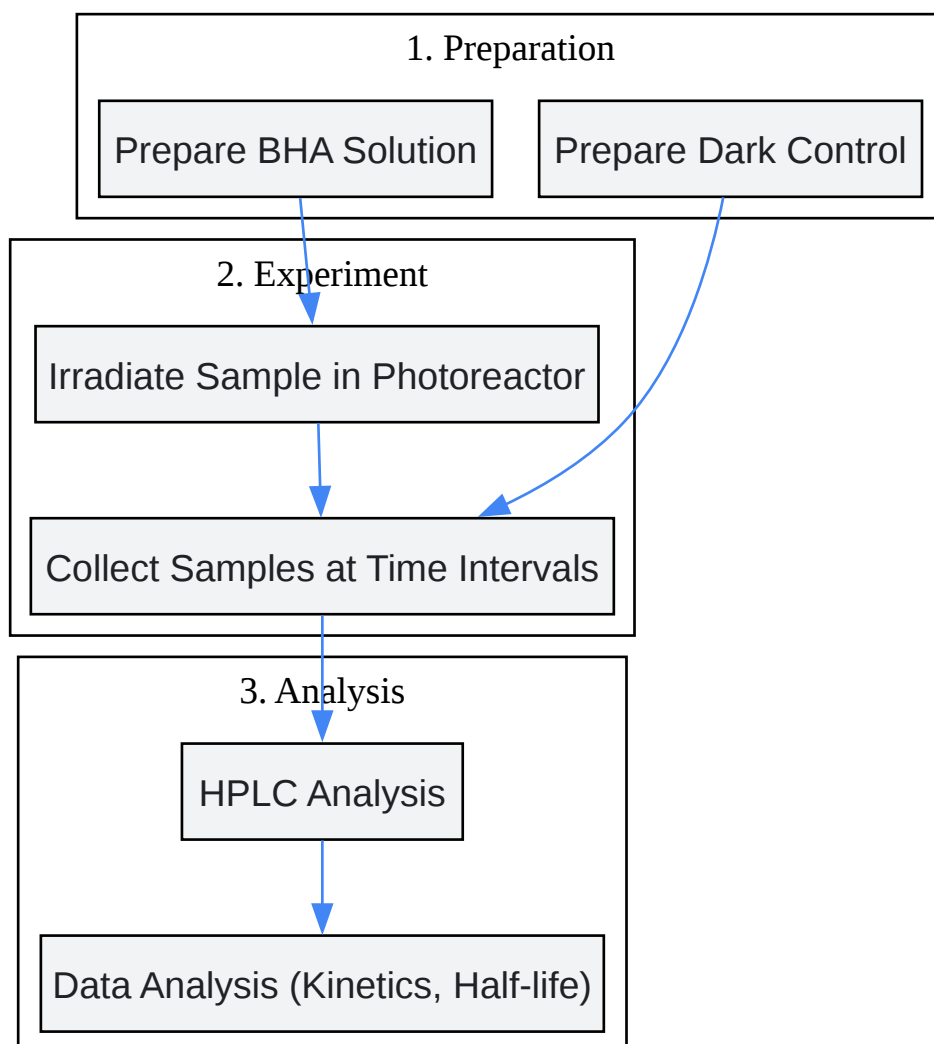 1. Preparation
Prepare BHA Solution
Prepare Dark Control
2. Experiment
Irradiate Sample in Photoreactor
Collect Samples at Time Intervals
3. Analysis
HPLC Analysis
Data Analysis (Kinetics, Half-life)